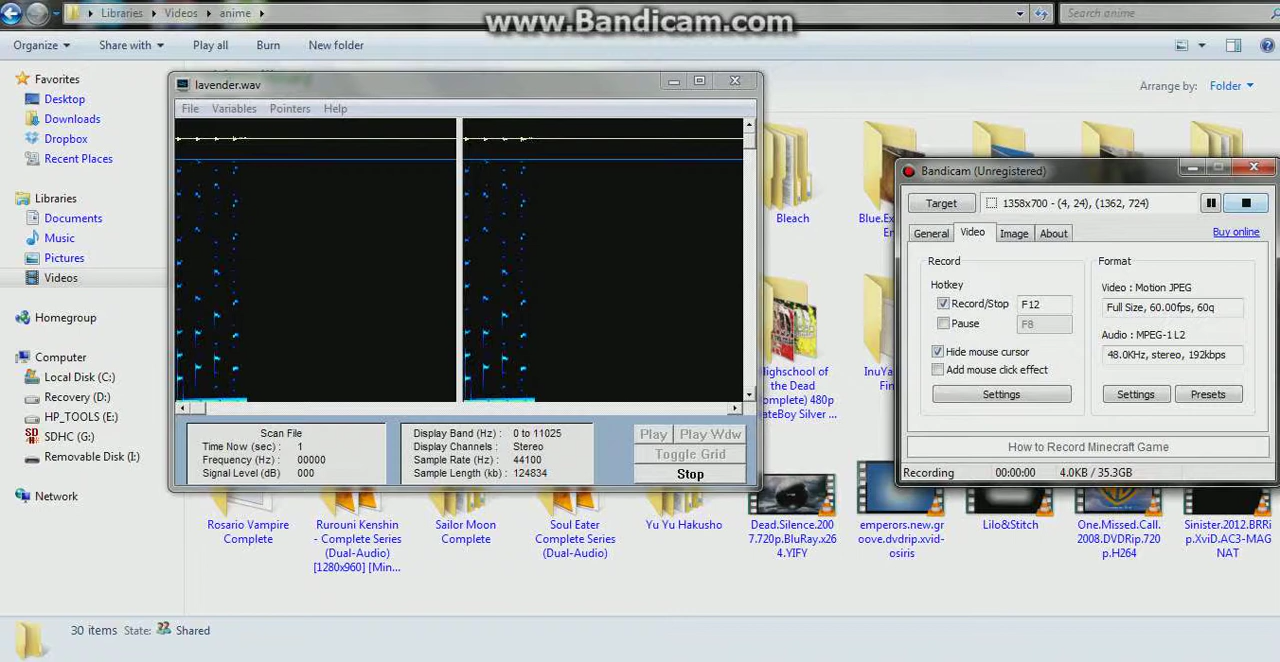 www.Bandicam.com
Libraries
Videos
anime
Search anime
Organize
Share with
Play all
Burn
New folder
Arrange by:
Folder
Favorites
Desktop
Downloads
Dropbox
Recent Places
Libraries
Documents
Music
Pictures
Videos
Homegroup
Computer
Local Disk (C:)
Recovery (D:)
HP_TOOLS (E:)
SDHC (G:)
Removable Disk (I:)
Network
lavender.wav
File
Variables
Pointers
Help
Scan File
Time Now (sec) : 1
Frequency (Hz) : 00000
Signal Level (dB) 000
Display Band (Hz) : 0 to 11025
Display Channels : Stereo
Sample Rate (Hz) : 44100
Sample Length (kb) : 124834
Play
Play Wdw
Toggle Grid
Stop
Bleach
Bandicam (Unregistered)
Target
1358x700 - (4, 24), (1362, 724)
General
Video
Image
About
Buy online
Record
Hotkey
Record/Stop
F12
Pause
F8
Hide mouse cursor
Add mouse click effect
Settings
Format
Video : Motion JPEG
Full Size, 60.00fps, 60q
Audio : MPEG-1 L2
48.0KHz, stereo, 192kbps
Settings
Presets
How to Record Minecraft Game
Recording
00:00:00
4.0KB / 35.3GB
Rosario Vampire
Complete
Rurouni Kenshin
- Complete Series
(Dual-Audio)
[1280x960] [Min...
Sailor Moon
Complete
Soul Eater
Complete Series
(Dual-Audio)
Yu Yu Hakusho
Dead.Silence.200
7.720p.BluRay.x26
4.YIFY
emperors.new.gr
oove.dvdrip.xvid-
osiris
Lilo&Stitch
One.Missed.Call.
2008.DVDRip.720
p.H264
Sinister.2012.BRRi
p.XviD.AC3-MAG
NAT
30 items
State:
Shared